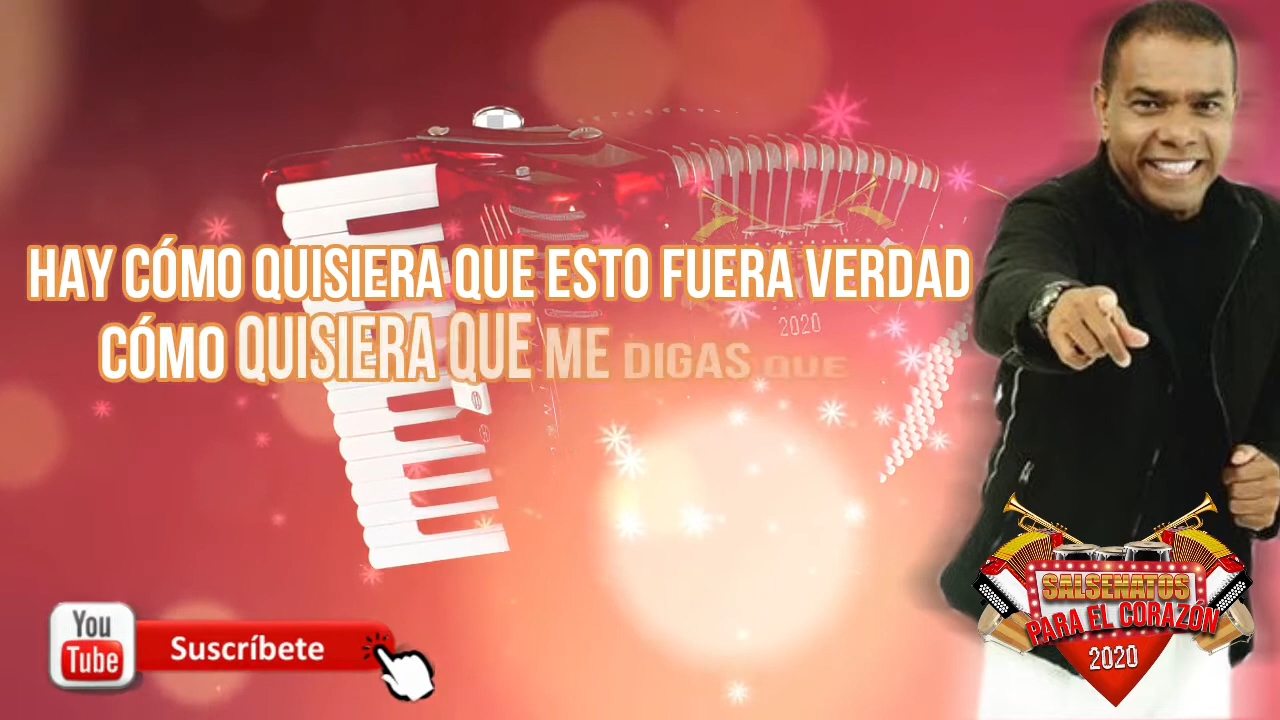 HAY CÓMO QUISIERA QUE ESTO FUERA VERDAD
CÓMO QUISIERA QUE ME DIGAS QUE
2020
You
Tube
Suscríbete
SALSENATOS
PARA EL CORAZÓN
2020